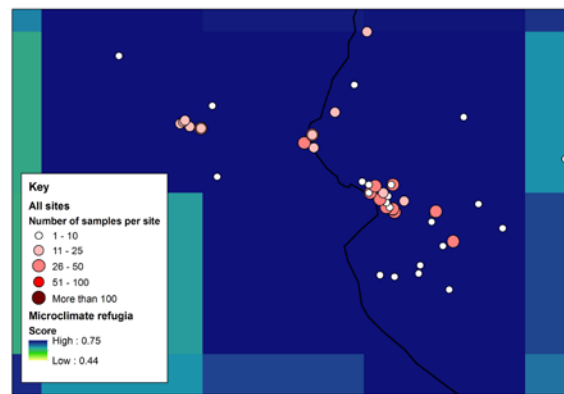 Key
All sites
Number of samples per site
1 - 10
11 - 25
26 - 50
51 - 100
More than 100
Microclimate refugia
Score
High : 0.75
Low : 0.44